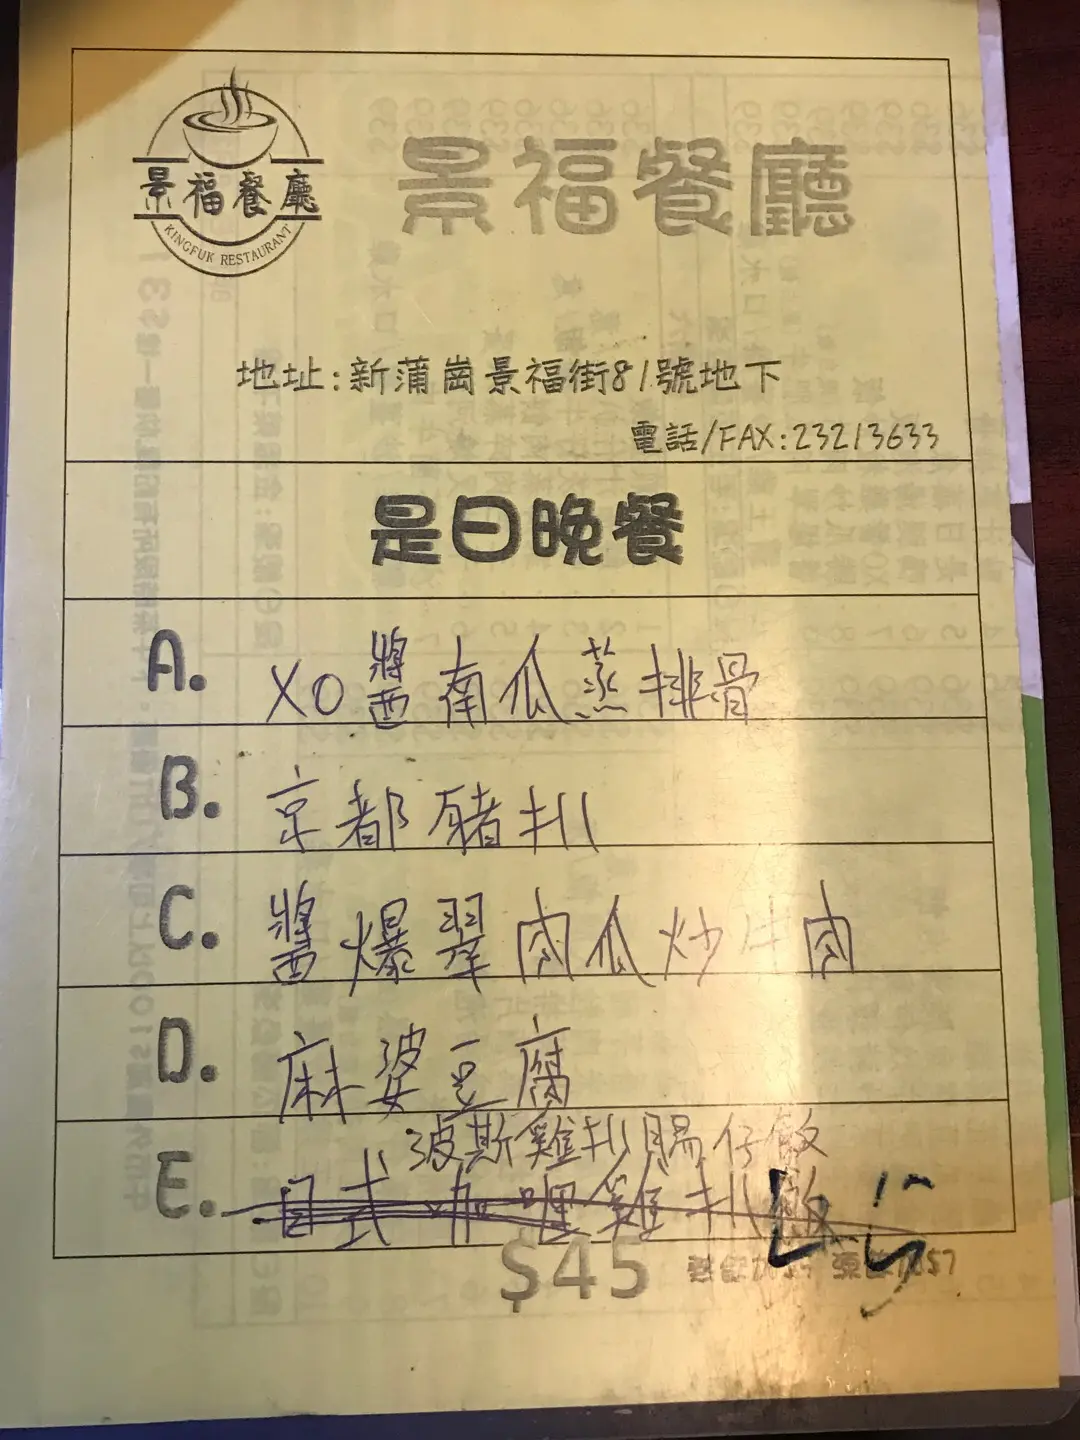 景福餐廳
KINGFUK RESTAURANT
景福餐廳
地址:新蒲崗景福街81號地下
電話/FAX:23213633
是日晚餐
A. XO醬南瓜蒸排骨
B. 京都豬扒
C. 醬爆翠肉瓜炒牛肉
D. 麻婆豆腐
波斯雞扒腸仔飯
E. 日式咖喱雞扒飯
$45